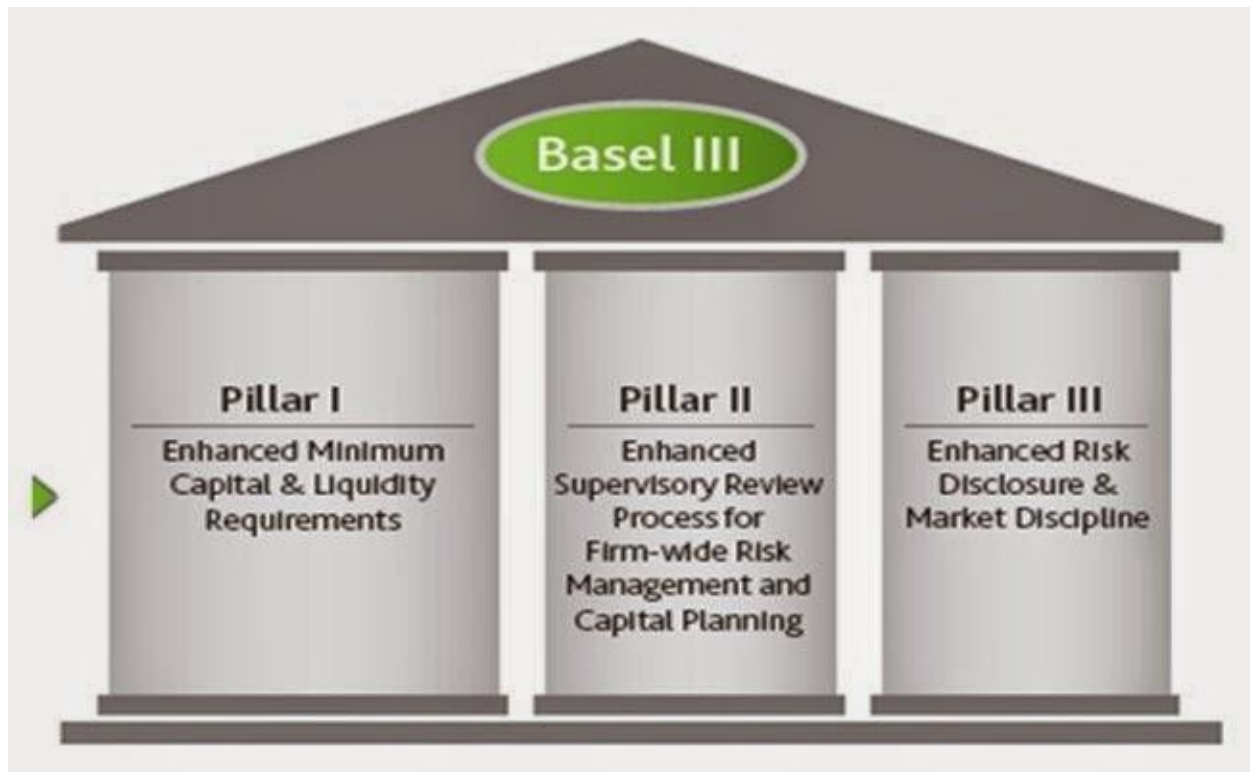 Basel III
Pillar I
Enhanced Minimum
Capital & Liquidity
Requirements
Pillar II
Enhanced
Supervisory Review
Process for
Firm-wide Risk
Management and
Capital Planning
Pillar III
Enhanced Risk
Disclosure &
Market Discipline